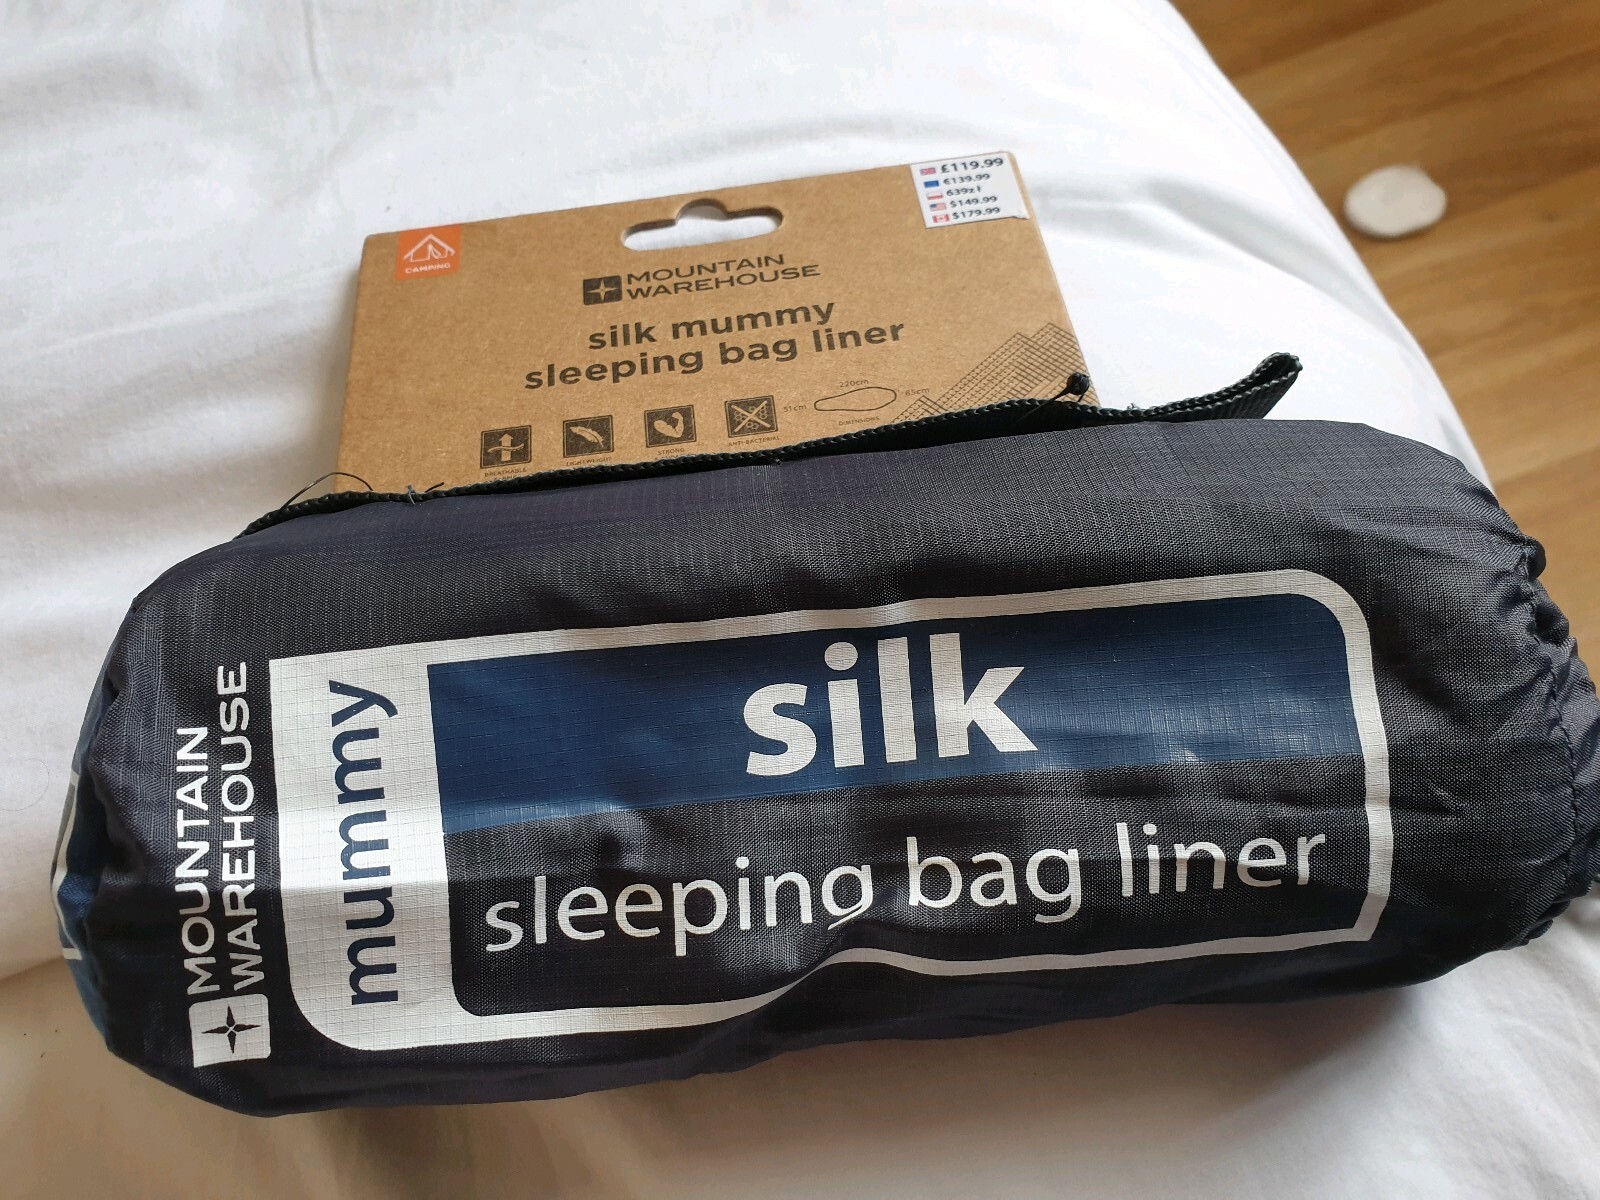 £119.99
€139.99
639zł
$149.99
$179.99
CAMPING
MOUNTAIN
WAREHOUSE
silk mummy
sleeping bag liner
220cm
51cm
65cm
DIMENSIONS
BREATHABLE
LIGHTWEIGHT
STRONG
ANTI-BACTERIAL
MOUNTAIN
WAREHOUSE
mummy
silk
sleeping bag liner